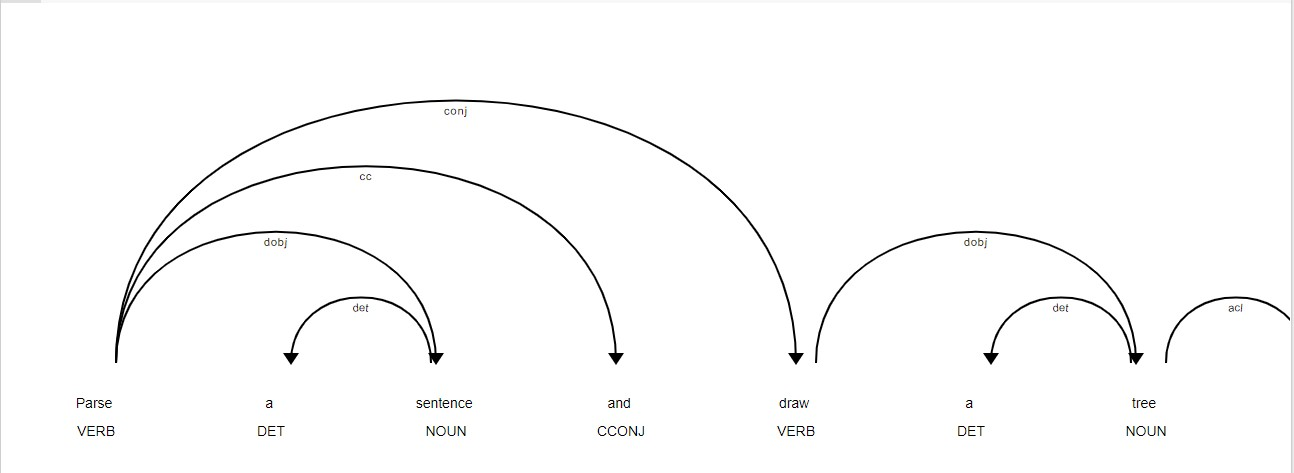 conj
cc
dobj dobj
det det acl
Parse a sentence and draw a tree
VERB DET NOUN CCONJ VERB DET NOUN